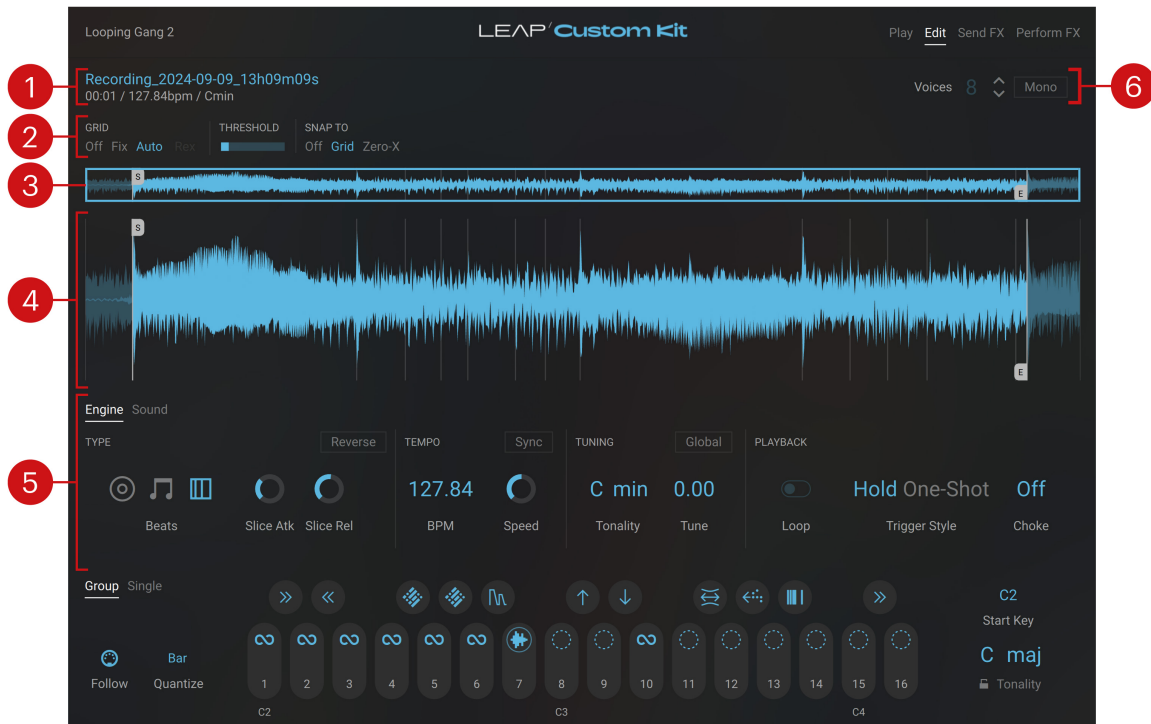 Looping Gang 2
LEAP' Custom Kit
Play Edit Send FX Perform FX
1
Recording_2024-09-09_13h09m09s
00:01 / 127.84bpm / Cmin
Voices 8 Mono
6
2
GRID THRESHOLD SNAP TO
Off Fix Auto Rex Off Grid Zero-X
3
S
E
4
S
E
5
Engine Sound
TYPE Reverse TEMPO Sync TUNING Global PLAYBACK
127.84 C min 0.00 Hold One-Shot Off
Beats Slice Atk Slice Rel BPM Speed Tonality Tune Loop Trigger Style Choke
Group Single
C2
Start Key
Bar
C maj
Follow Quantize
1 2 3 4 5 6 7 8 9 10 11 12 13 14 15 16
Tonality
C2 C3 C4